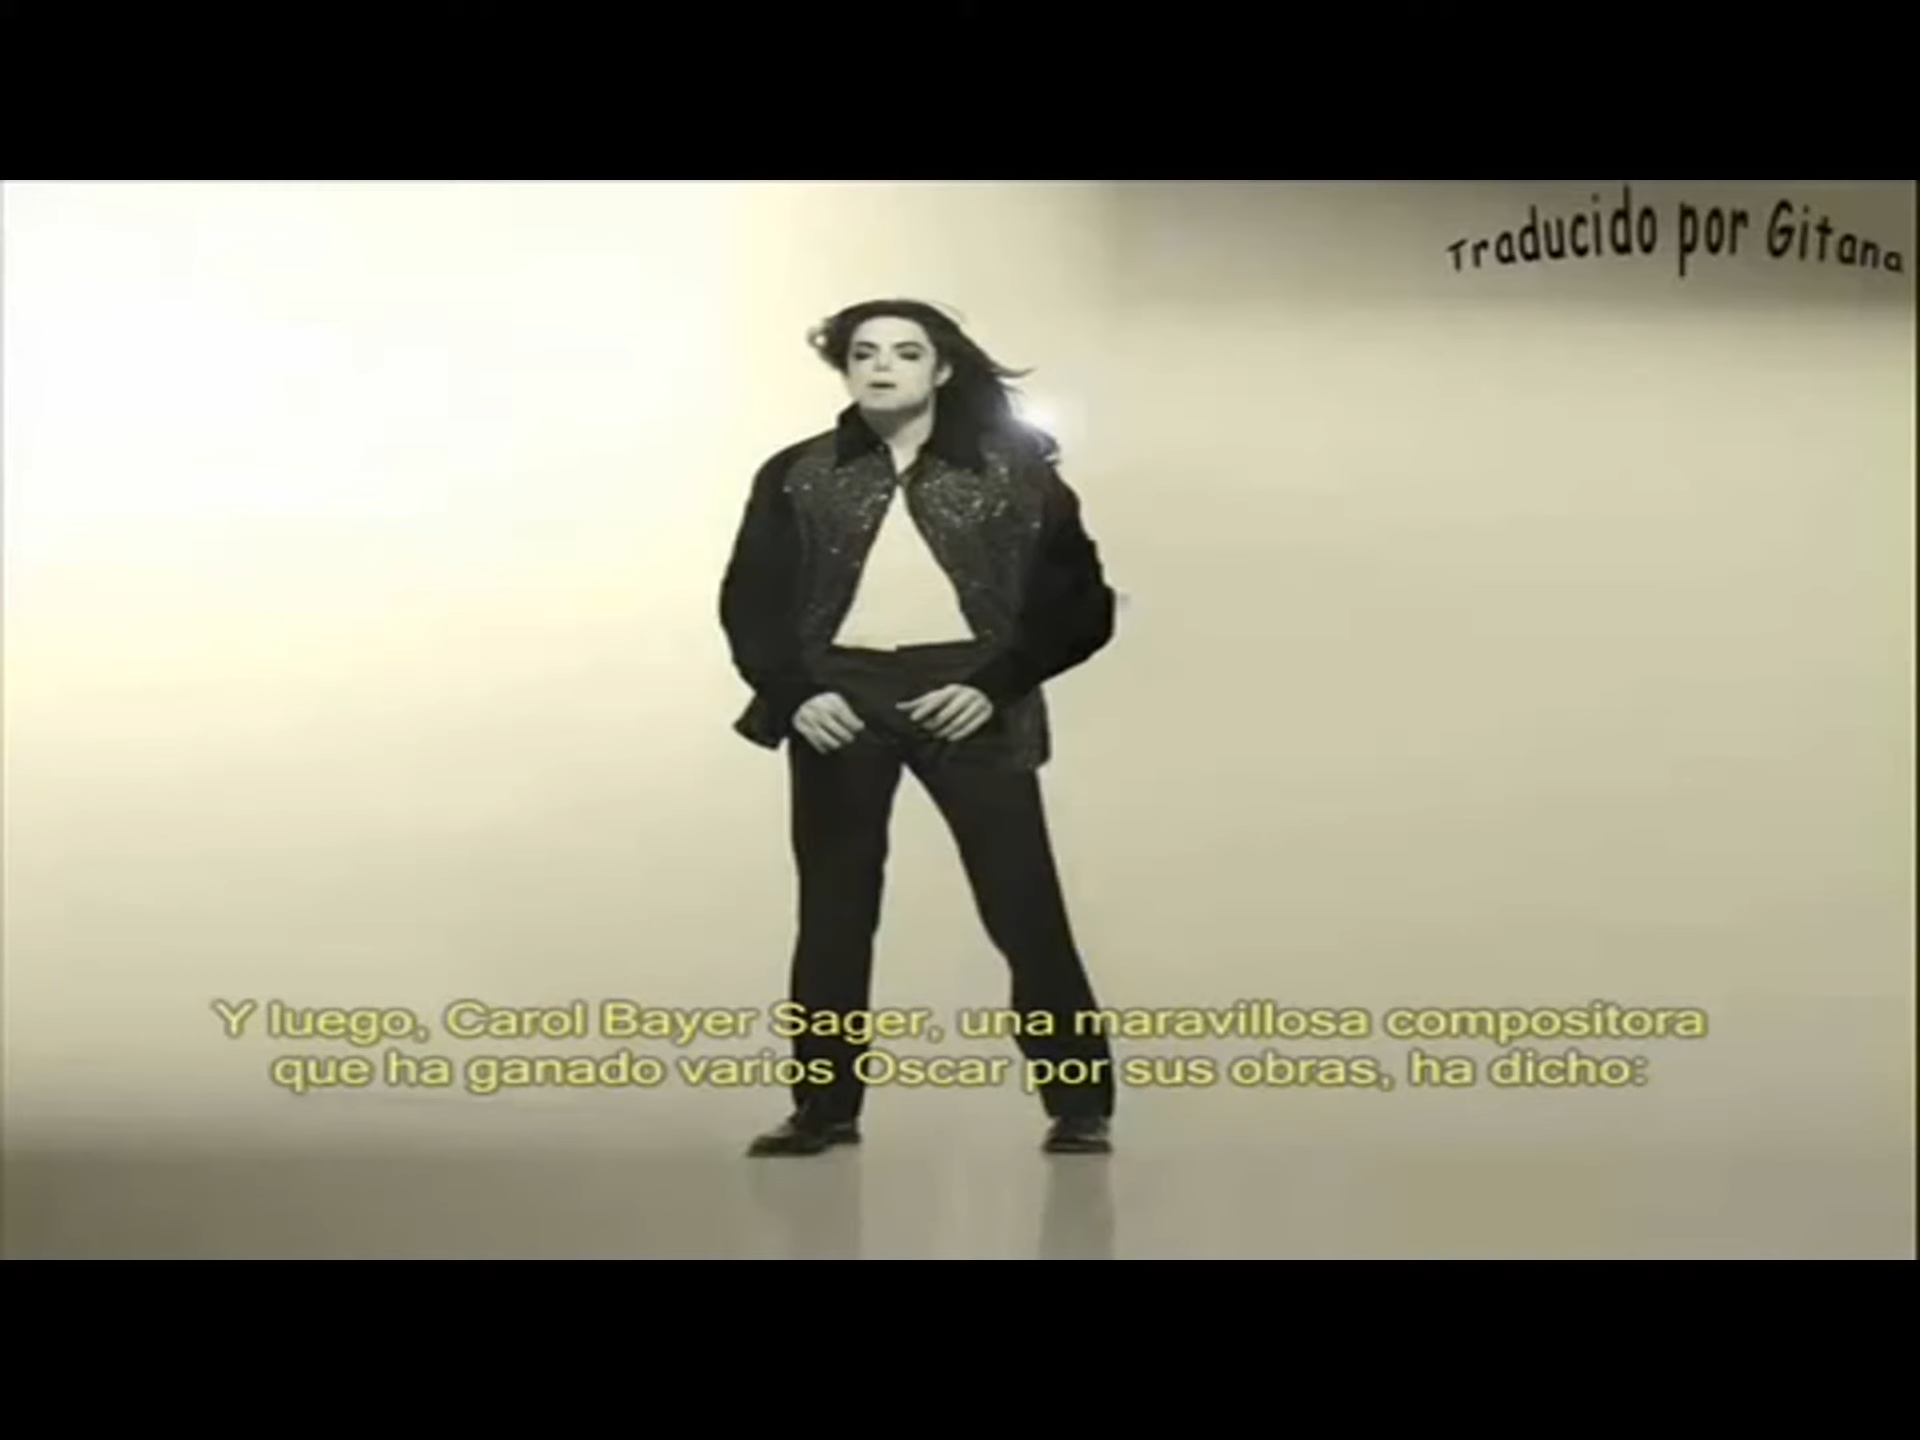 Traducido por Gitana
Y luego, Carol Bayer Sager, una maravillosa compositora
que ha ganado varios Oscar por sus obras, ha dicho: